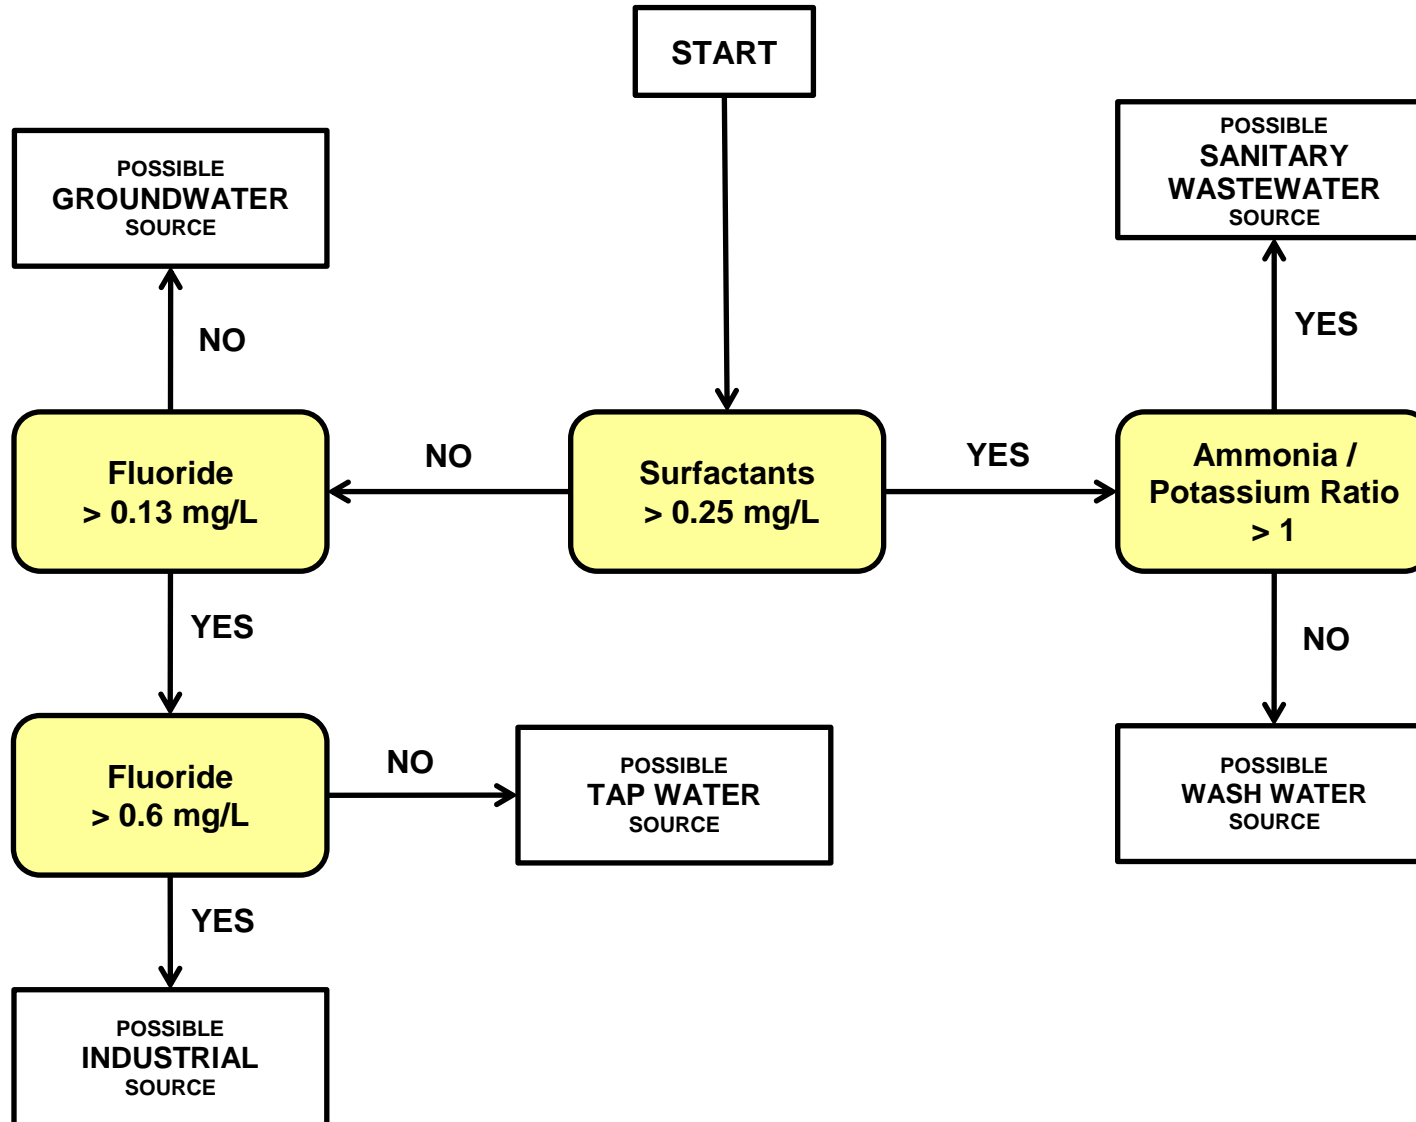 START
POSSIBLE
GROUNDWATER
SOURCE
POSSIBLE
SANITARY
WASTEWATER
SOURCE
NO
YES
Fluoride
> 0.13 mg/L
NO
Surfactants
> 0.25 mg/L
YES
Ammonia /
Potassium Ratio
> 1
YES
NO
Fluoride
> 0.6 mg/L
NO
POSSIBLE
TAP WATER
SOURCE
POSSIBLE
WASH WATER
SOURCE
YES
POSSIBLE
INDUSTRIAL
SOURCE